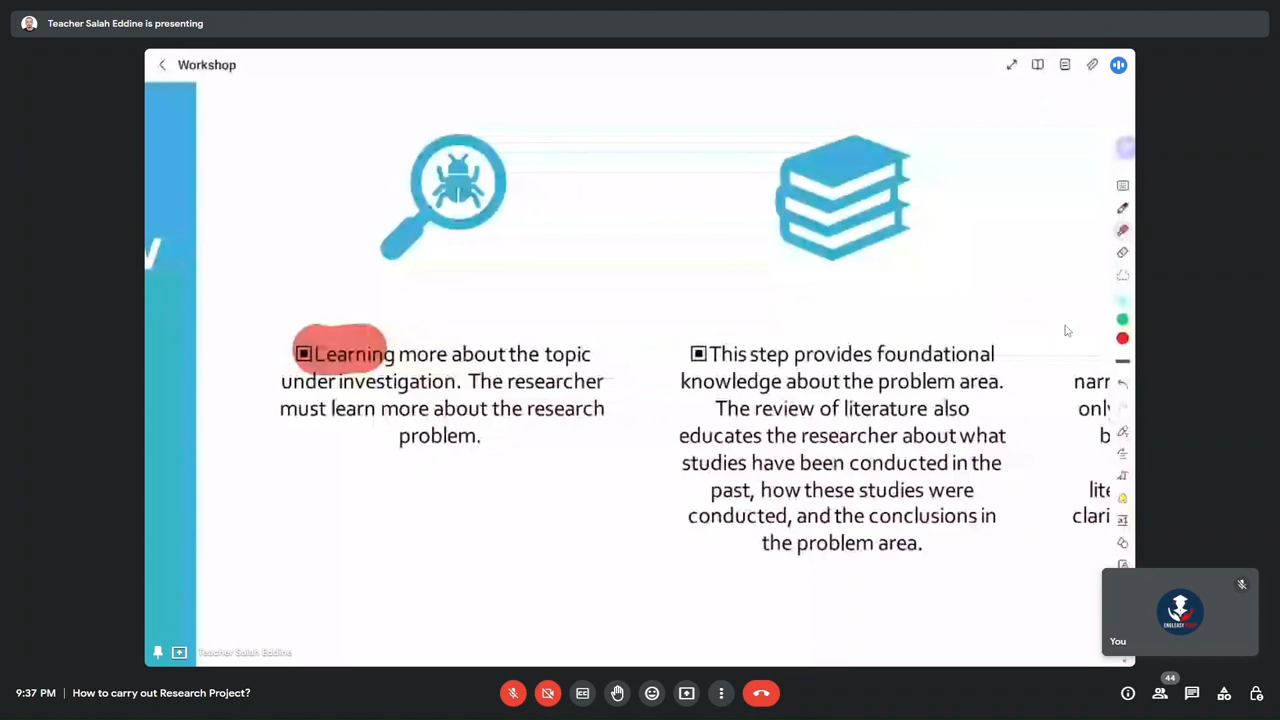 Teacher Salah Eddine is presenting
Workshop
Learning more about the topic
under investigation. The researcher
must learn more about the research
problem.
This step provides foundational
knowledge about the problem area.
The review of literature also
educates the researcher about what
studies have been conducted in the
past, how these studies were
conducted, and the conclusions in
the problem area.
narr
only
b
lite
clari
Teacher Salah Eddine
You
44
9:37 PM | How to carry out Research Project?